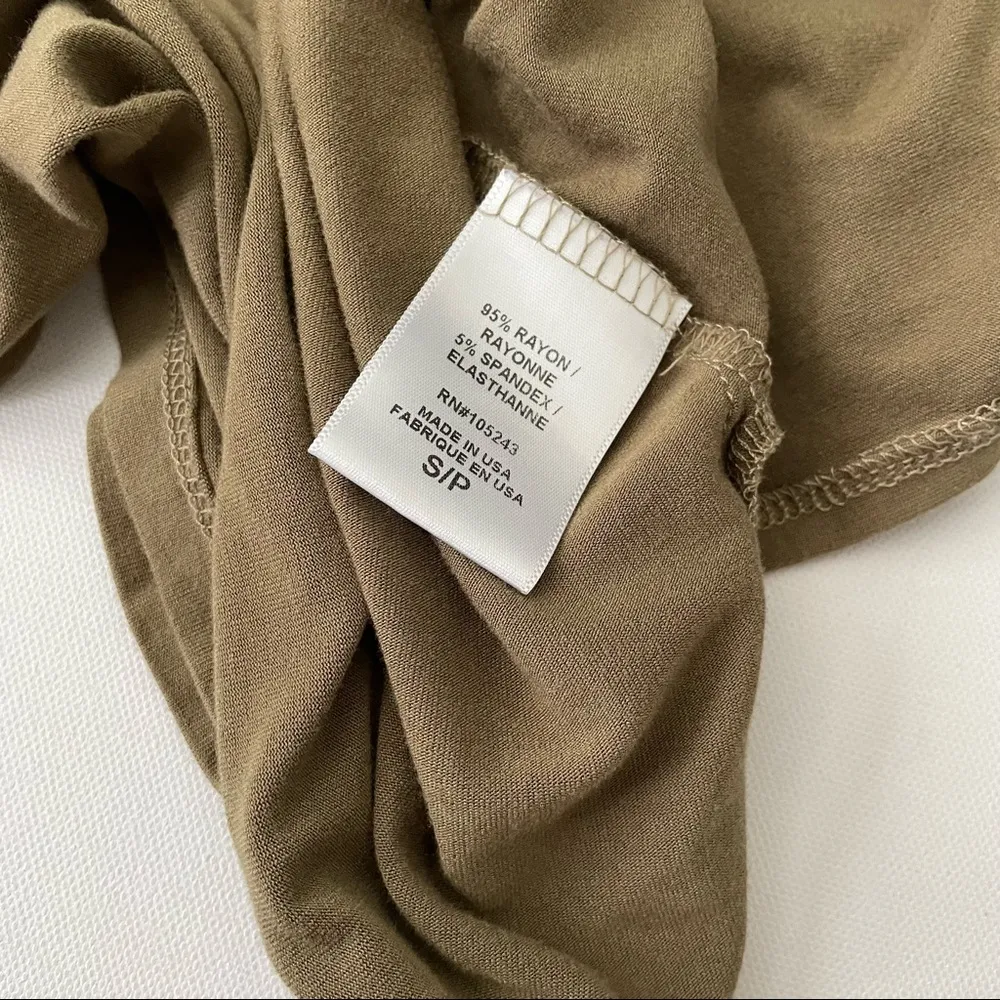 95% RAYON /
RAYONNE
5% SPANDEX /
ELASTHANNE
RN#105243
MADE IN USA
FABRIQUE EN USA
S/P